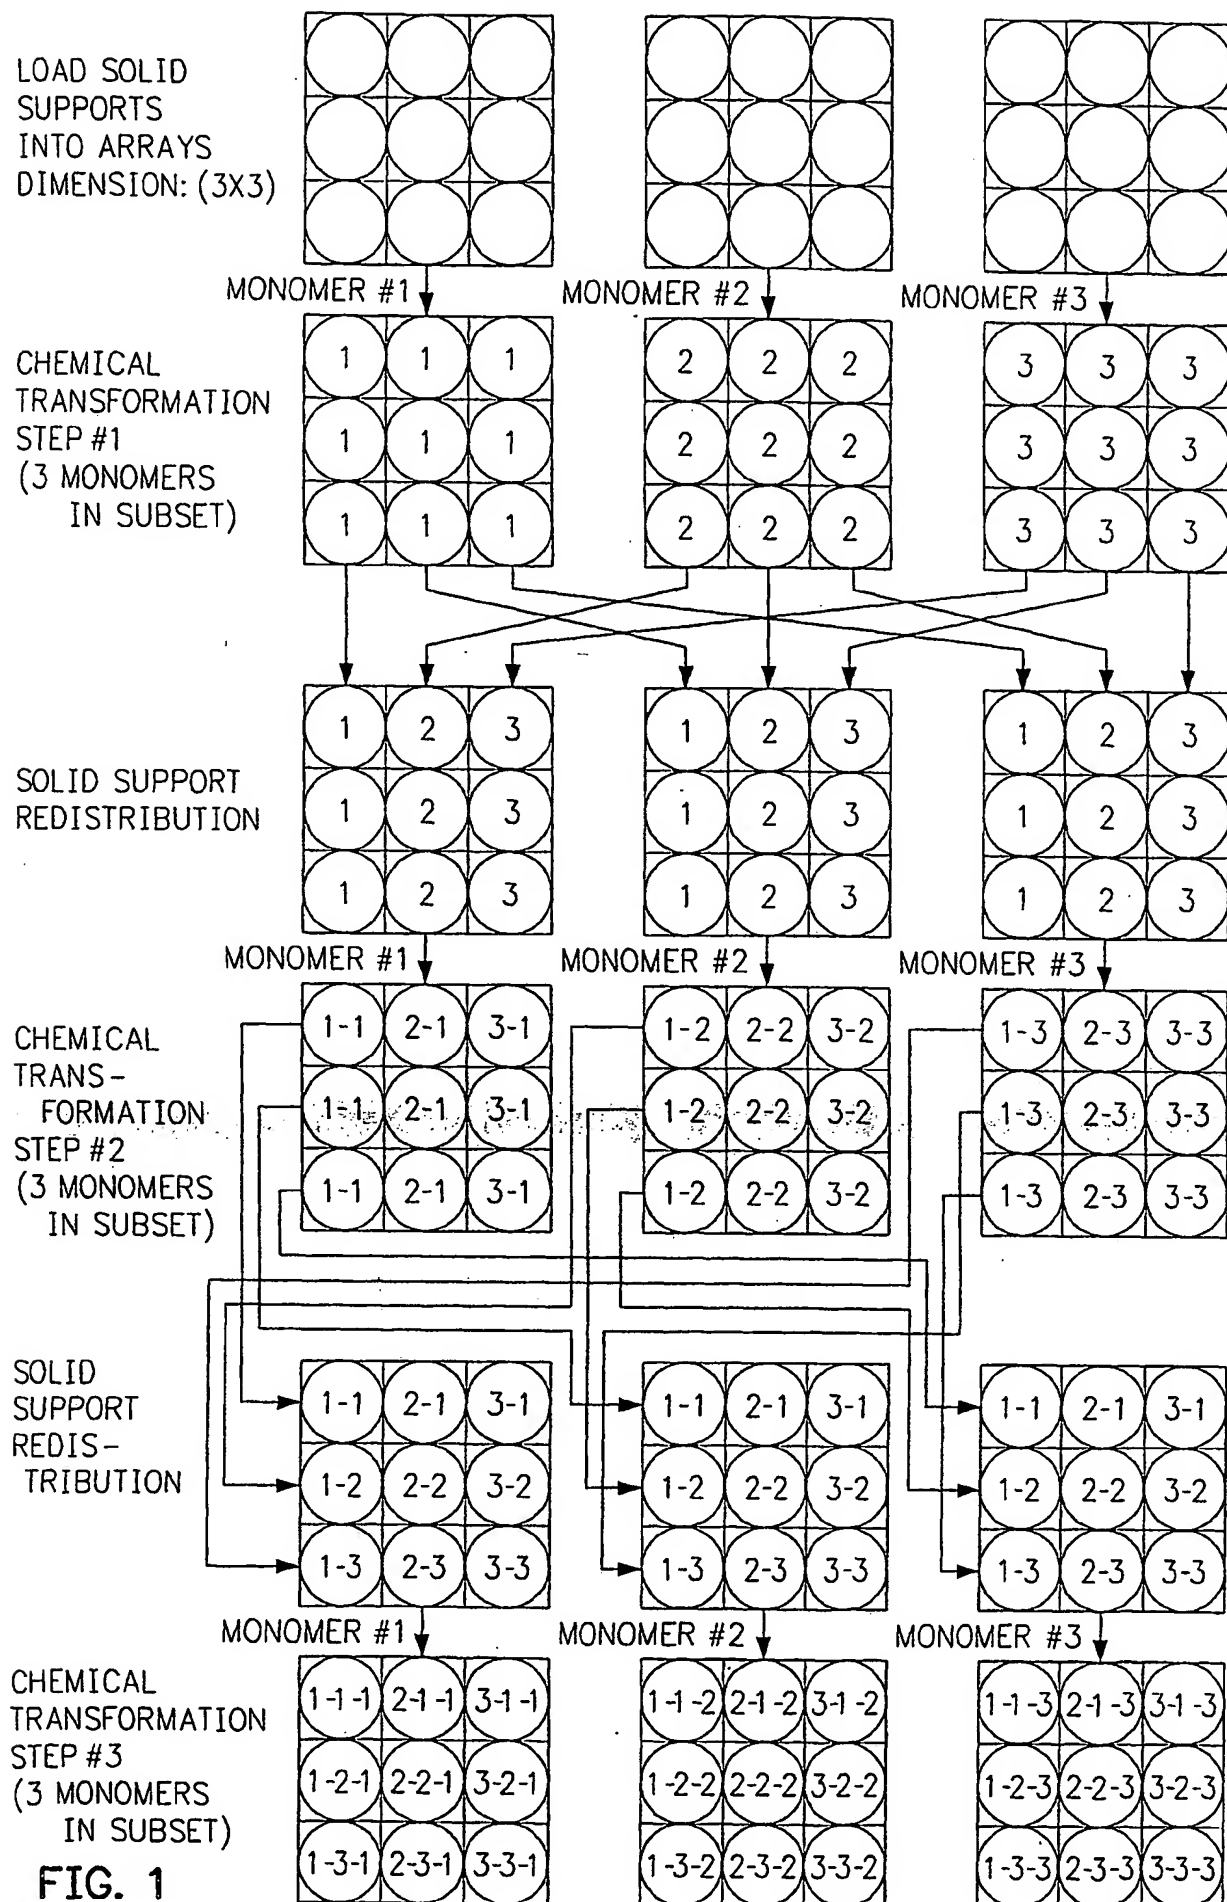 LOAD SOLID
SUPPORTS
INTO ARRAYS
DIMENSION: (3X3)
MONOMER #1 MONOMER #2 MONOMER #3
CHEMICAL
TRANSFORMATION
STEP #1
(3 MONOMERS
IN SUBSET)
1 1 1 2 2 2 3 3 3
1 1 1 2 2 2 3 3 3
1 1 1 2 2 2 3 3 3
SOLID SUPPORT
REDISTRIBUTION
1 2 3 1 2 3 1 2 3
1 2 3 1 2 3 1 2 3
1 2 3 1 2 3 1 2 3
MONOMER #1 MONOMER #2 MONOMER #3
CHEMICAL
TRANS-
FORMATION
STEP #2
(3 MONOMERS
IN SUBSET)
1-1 2-1 3-1 1-2 2-2 3-2 1-3 2-3 3-3
1-1 2-1 3-1 1-2 2-2 3-2 1-3 2-3 3-3
1-1 2-1 3-1 1-2 2-2 3-2 1-3 2-3 3-3
SOLID
SUPPORT
REDIS-
TRIBUTION
1-1 2-1 3-1 1-1 2-1 3-1 1-1 2-1 3-1
1-2 2-2 3-2 1-2 2-2 3-2 1-2 2-2 3-2
1-3 2-3 3-3 1-3 2-3 3-3 1-3 2-3 3-3
MONOMER #1 MONOMER #2 MONOMER #3
CHEMICAL
TRANSFORMATION
STEP #3
(3 MONOMERS
IN SUBSET)
1-1-1 2-1-1 3-1-1 1-1-2 2-1-2 3-1-2 1-1-3 2-1-3 3-1-3
1-2-1 2-2-1 3-2-1 1-2-2 2-2-2 3-2-2 1-2-3 2-2-3 3-2-3
1-3-1 2-3-1 3-3-1 1-3-2 2-3-2 3-3-2 1-3-3 2-3-3 3-3-3
FIG. 1